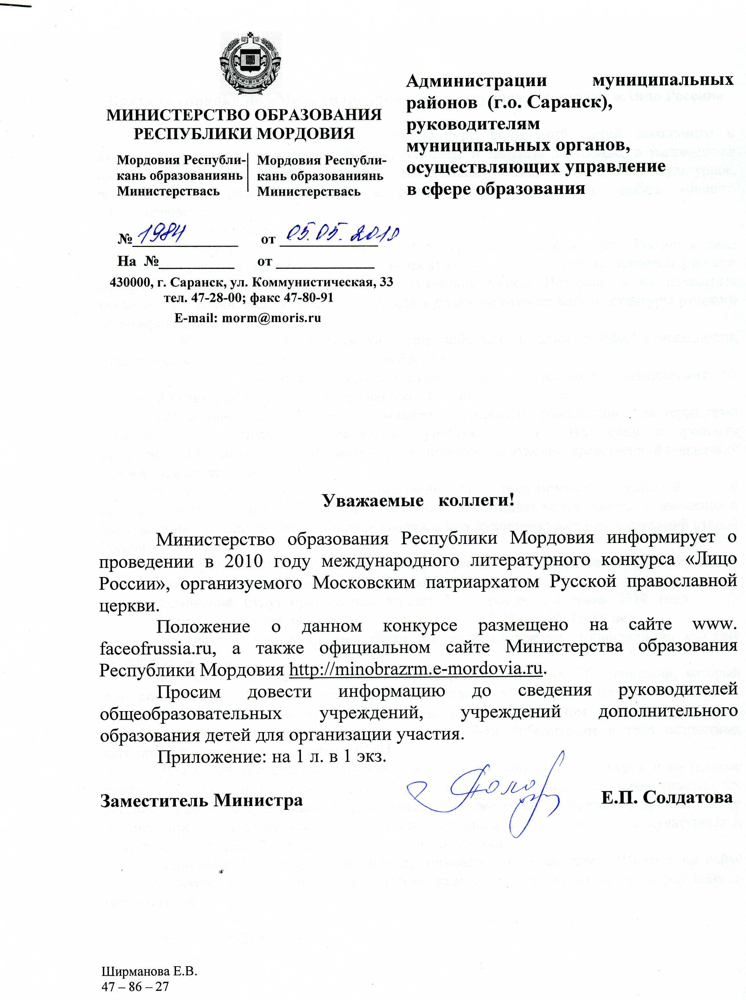 МИНИСТЕРСТВО ОБРАЗОВАНИЯ
РЕСПУБЛИКИ МОРДОВИЯ
Мордовия Республи-
кань образованиянь
Министерствась
Мордовия Республи-
кань образованиянь
Министерствась
№ 1984 от 05.05.2010
На № от
430000, г. Саранск, ул. Коммунистическая, 33
тел. 47-28-00; факс 47-80-91
E-mail: morm@moris.ru
Администрации муниципальных
районов (г.о. Саранск),
руководителям
муниципальных органов,
осуществляющих управление
в сфере образования
Уважаемые коллеги!
Министерство образования Республики Мордовия информирует о
проведении в 2010 году международного литературного конкурса «Лицо
России», организуемого Московским патриархатом Русской православной
церкви.
Положение о данном конкурсе размещено на сайте www.
faceofrussia.ru, а также официальном сайте Министерства образования
Республики Мордовия http://minobrazrm.e-mordovia.ru.
Просим довести информацию до сведения руководителей
общеобразовательных учреждений, учреждений дополнительного
образования детей для организации участия.
Приложение: на 1 л. в 1 экз.
Заместитель Министра Е.П. Солдатова
Ширманова Е.В.
47 – 86 – 27